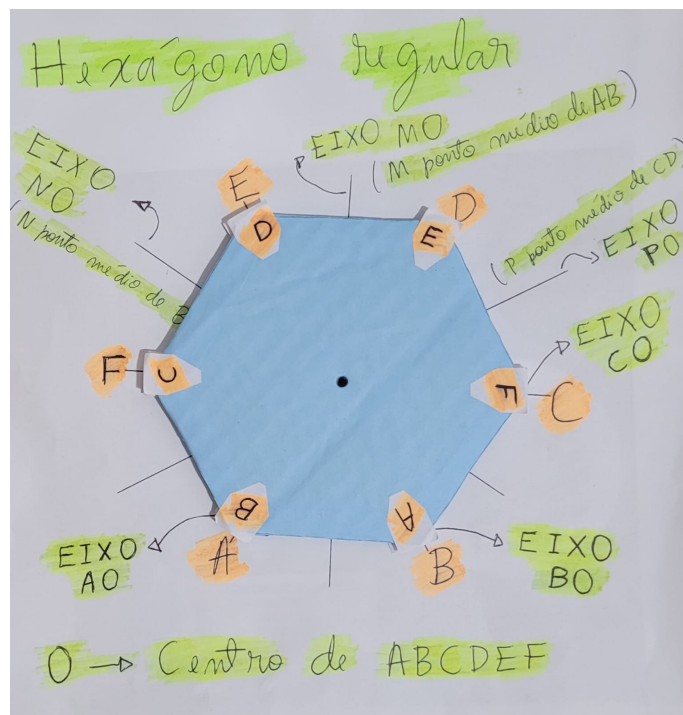 Hexágono regular
EIXO MO
(M ponto médio de AB)
EIXO
NO
(N ponto médio de B
(P ponto médio de CD)
EIXO
PO
E
D
D
E
EIXO
CO
F
C
F
C
B
A
EIXO
AO
A
B
EIXO
BO
O → Centro de ABCDEF